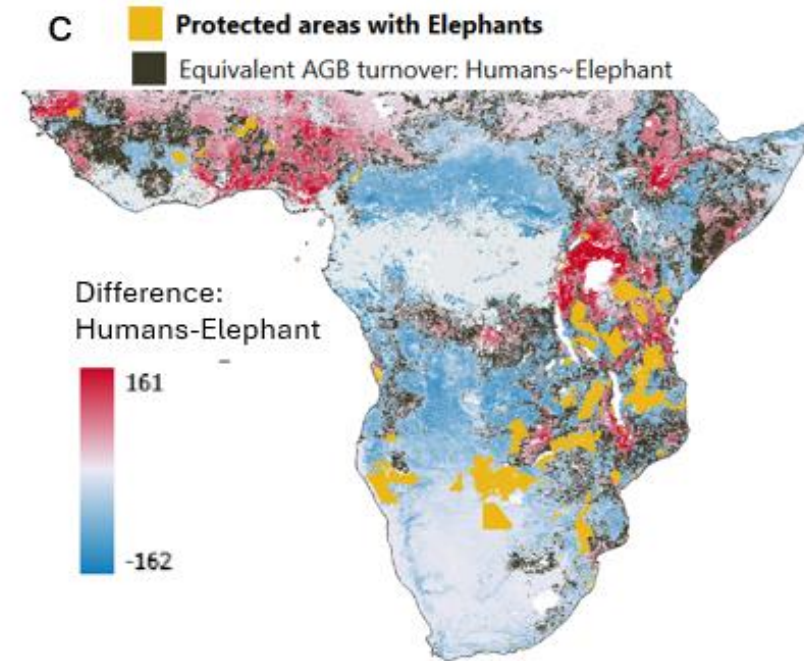 C
Protected areas with Elephants
Equivalent AGB turnover: Humans~Elephant
Difference:
Humans-Elephant
161
-162